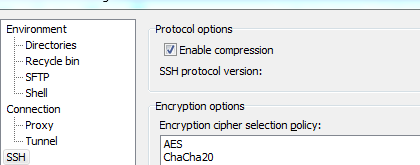 Environment
Directories
Recycle bin
SFTP
Shell
Connection
Proxy
Tunnel
SSH
Protocol options
Enable compression
SSH protocol version:
Encryption options
Encryption cipher selection policy:
AES
ChaCha20